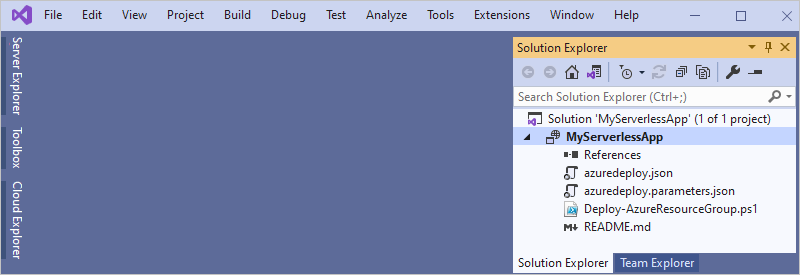 File Edit View Project Build Debug Test Analyze Tools Extensions Window Help
Server Explorer
Toolbox
Cloud Explorer
Solution Explorer
Search Solution Explorer (Ctrl+;)
Solution 'MyServerlessApp' (1 of 1 project)
MyServerlessApp
References
azuredeploy.json
azuredeploy.parameters.json
Deploy-AzureResourceGroup.ps1
README.md
Solution Explorer Team Explorer